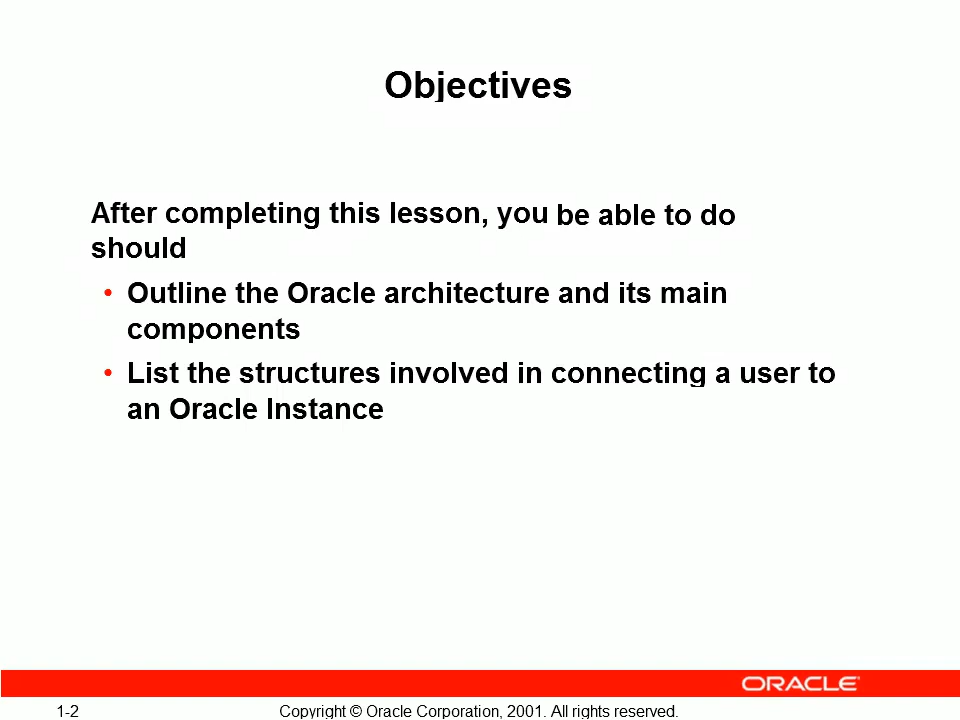 Objectives
After completing this lesson, you be able to do
should
• Outline the Oracle architecture and its main
components
• List the structures involved in connecting a user to
an Oracle Instance
ORACLE
1-2 Copyright © Oracle Corporation, 2001. All rights reserved.